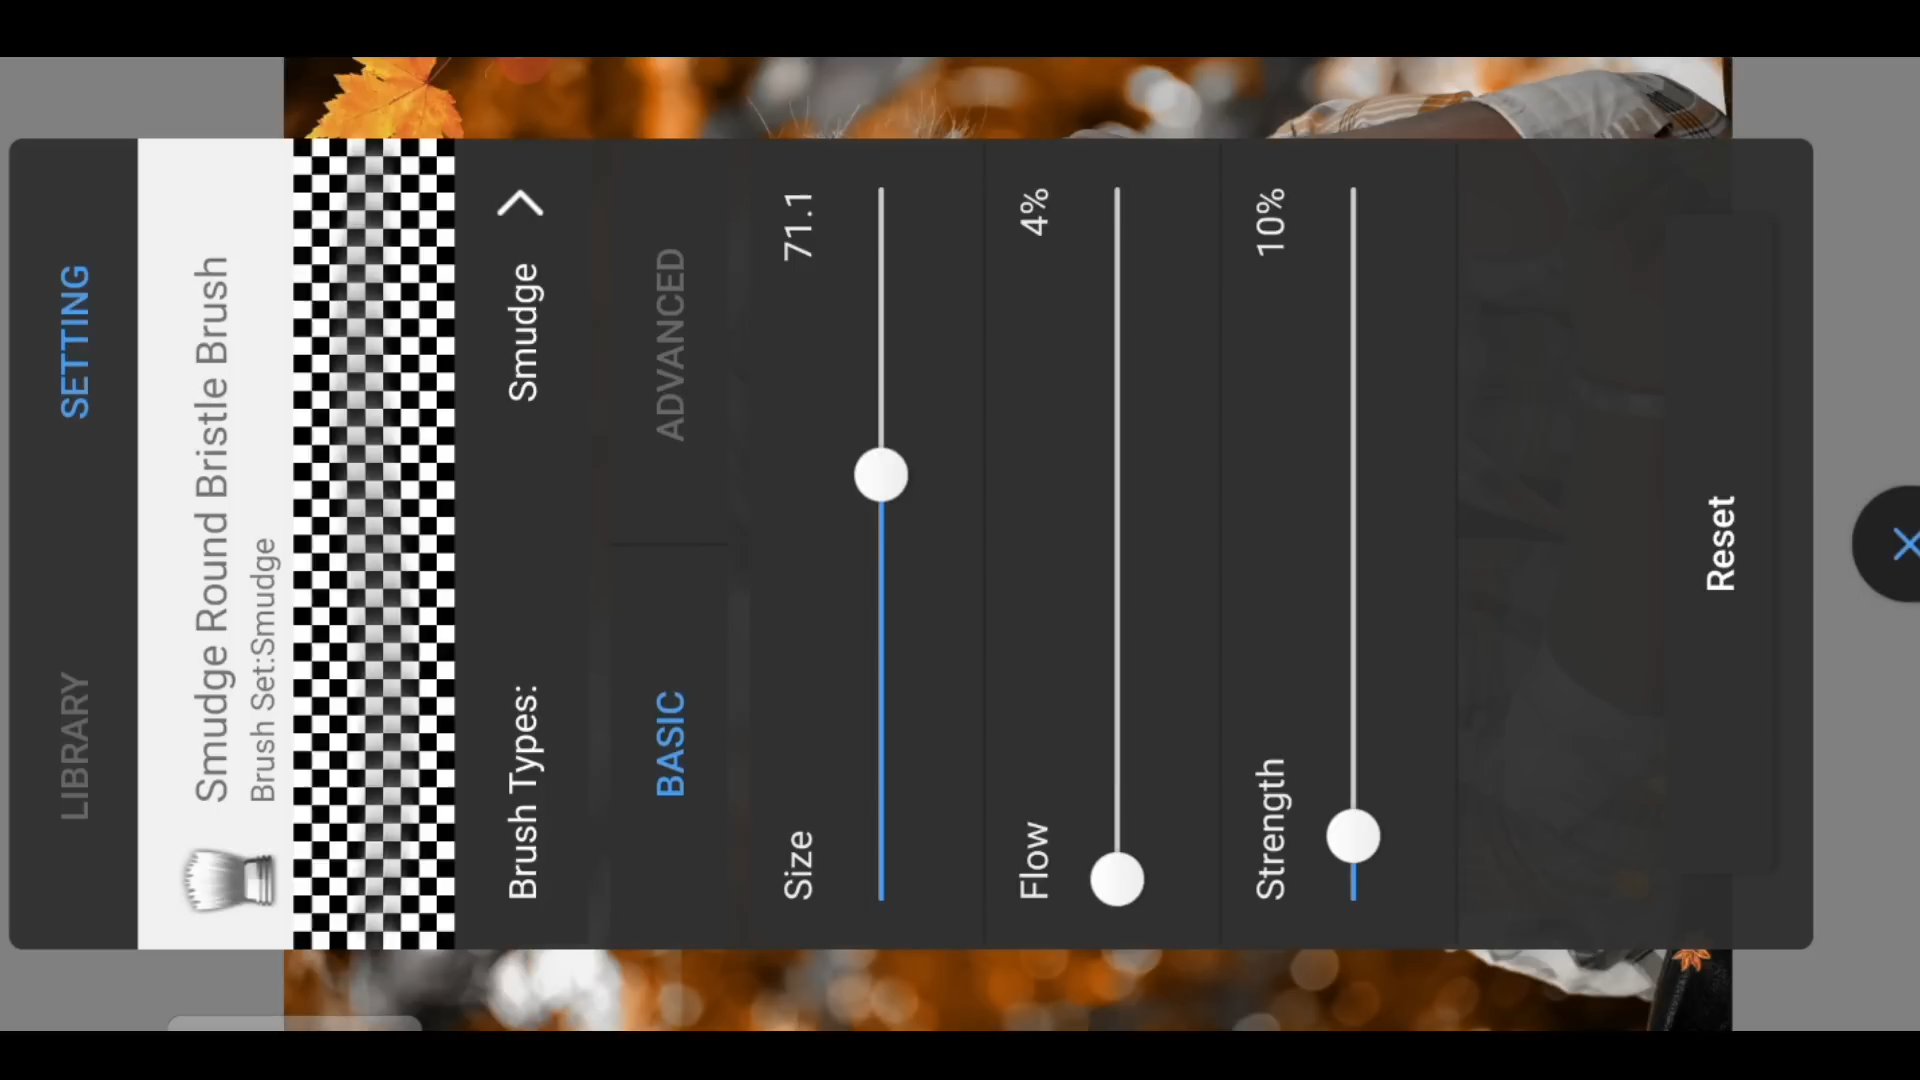 LIBRARY
SETTING
Smudge Round Bristle Brush
Brush Set:Smudge
Brush Types:
Smudge
BASIC
ADVANCED
Size
71.1
Flow
4%
Strength
10%
Reset